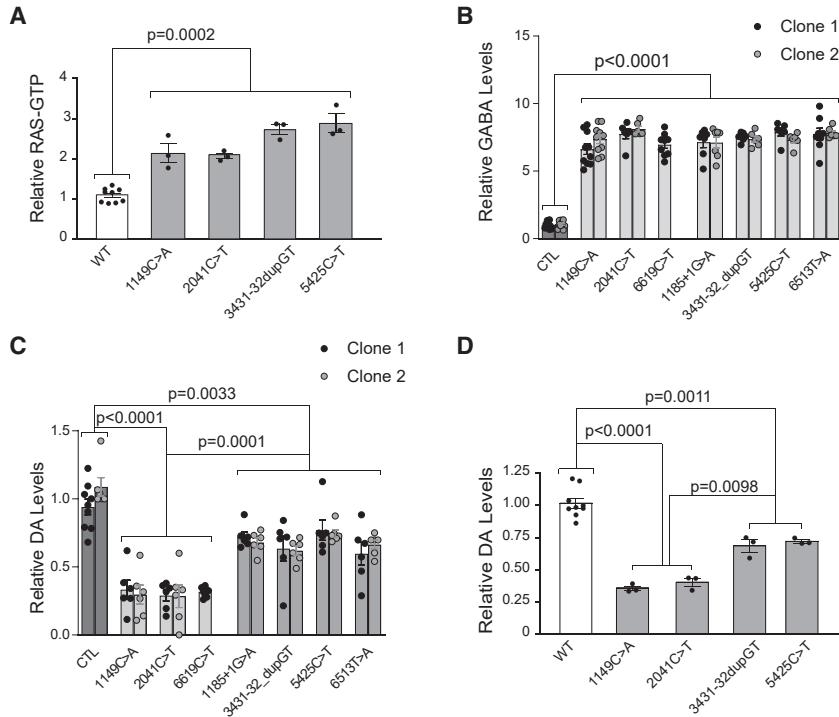 A
p=0.0002
Relative RAS-GTP
4
3
2
1
0
WT
1149C>A
2041C>T
3431-32dupGT
5425C>T
B
Clone 1
Clone 2
p<0.0001
Relative GABA Levels
15
10
5
0
CTL
1149C>A
2041C>T
6619C>T
1185+1G>A
3431-32_dupGT
5425C>T
6513T>A
C
Clone 1
Clone 2
p=0.0033
p<0.0001
p=0.0001
Relative DA Levels
1.5
1.0
0.5
0.0
CTL
1149C>A
2041C>T
6619C>T
1185+1G>A
3431-32_dupGT
5425C>T
6513T>A
D
p=0.0011
p<0.0001
p=0.0098
Relative DA Levels
1.25
1.00
0.75
0.50
0.25
0
WT
1149C>A
2041C>T
3431-32dupGT
5425C>T